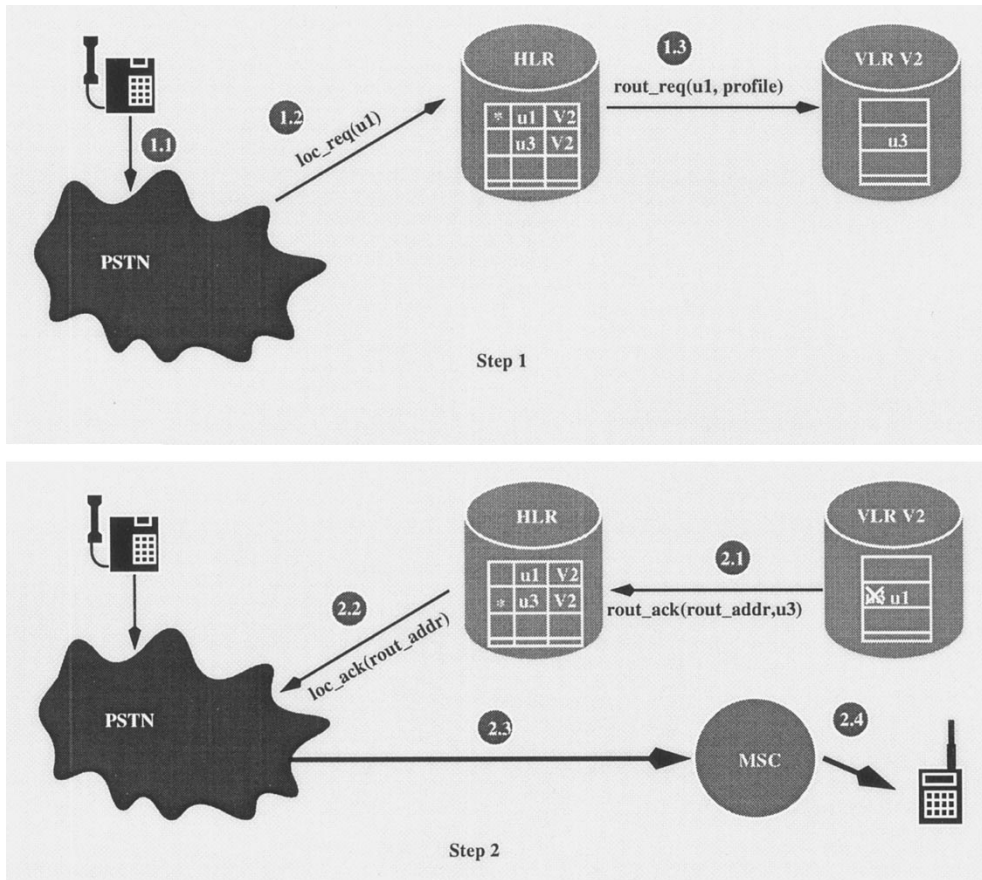 HLR
1.3
VLR V2
rout_req(u1, profile)
1.2
loc_req(u1)
* u1 V2
u3 V2
u3
1.1
PSTN
Step 1
HLR
VLR V2
2.1
u1 V2
* u3 V2
u1
rout_ack(rout_addr,u3)
2.2
loc_ack(rout_addr)
PSTN
2.3
2.4
MSC
Step 2